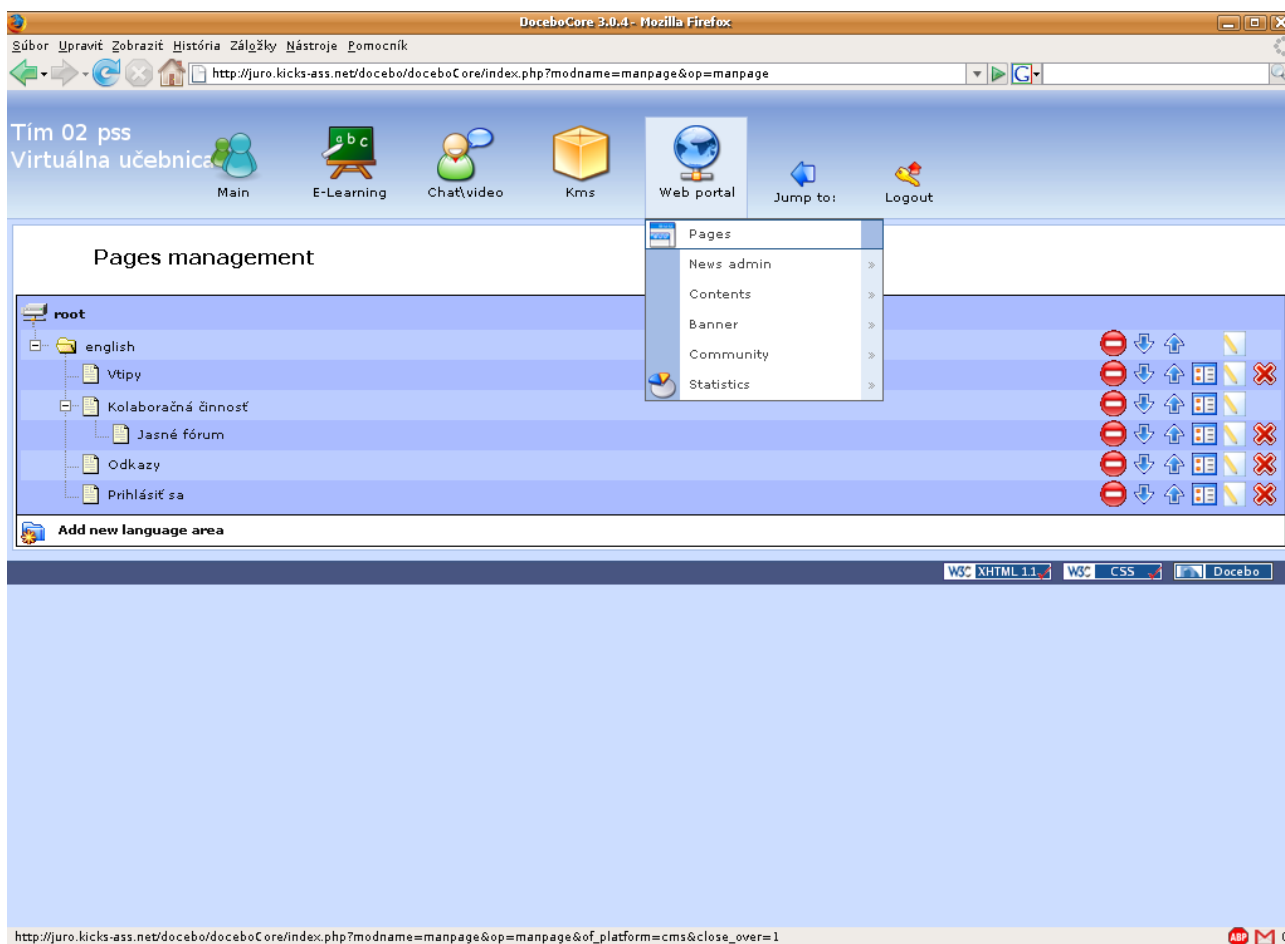 DoceboCore 3.0.4 - Mozilla Firefox
Súbor Upraviť Zobraziť História Záložky Nástroje Pomocník
http://juro.kicks-ass.net/docebo/doceboCore/index.php?modname=manpage&op=manpage
G
Tím 02 pss
Virtuálna učebnica
abc
Main
E-Learning
Chat\video
Kms
Web portal
Jump to:
Logout
Pages
News admin »
Contents »
Banner »
Community »
Statistics »
Pages management
root
english
Vtipy
Kolaboračná činnosť
Jasné fórum
Odkazy
Prihlásiť sa
Add new language area
W3C XHTML 1.1
W3C CSS
Docebo
http://juro.kicks-ass.net/docebo/doceboCore/index.php?modname=manpage&op=manpage&of_platform=cms&close_over=1
ABP